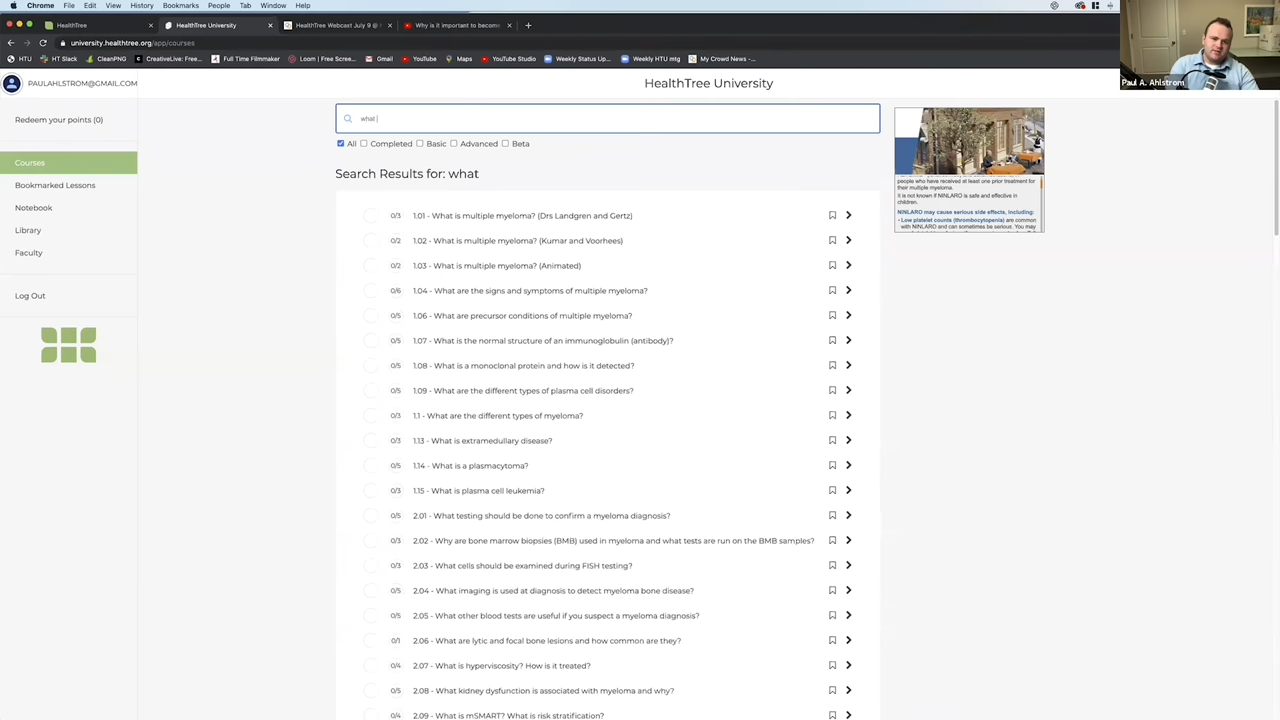 Chrome File Edit View History Bookmarks People Tab Window Help
HealthTree
HealthTree University
HealthTree Webcast July 9 @
Why is it important to become
university.healthtree.org/app/courses
HTU
HT Slack
CleanPNG
CreativeLive: Free...
Full Time Filmmaker
Loom | Free Scree...
Gmail
YouTube
Maps
YouTube Studio
Weekly Status Up...
Weekly HTU mtg
My Crowd News -...
Paul A. Ahlstrom
PAULAHLSTROM@GMAIL.COM
HealthTree University
Redeem your points (0)
Courses
Bookmarked Lessons
Notebook
Library
Faculty
Log Out
what
All Completed Basic Advanced Beta
Search Results for: what
0/3 1.01 - What is multiple myeloma? (Drs Landgren and Gertz)
0/2 1.02 - What is multiple myeloma? (Kumar and Voorhees)
0/2 1.03 - What is multiple myeloma? (Animated)
0/6 1.04 - What are the signs and symptoms of multiple myeloma?
0/5 1.06 - What are precursor conditions of multiple myeloma?
0/5 1.07 - What is the normal structure of an immunoglobulin (antibody)?
0/5 1.08 - What is a monoclonal protein and how is it detected?
0/5 1.09 - What are the different types of plasma cell disorders?
0/3 1.1 - What are the different types of myeloma?
0/3 1.13 - What is extramedullary disease?
0/5 1.14 - What is a plasmacytoma?
0/3 1.15 - What is plasma cell leukemia?
0/5 2.01 - What testing should be done to confirm a myeloma diagnosis?
0/3 2.02 - Why are bone marrow biopsies (BMB) used in myeloma and what tests are run on the BMB samples?
0/3 2.03 - What cells should be examined during FISH testing?
0/5 2.04 - What imaging is used at diagnosis to detect myeloma bone disease?
0/5 2.05 - What other blood tests are useful if you suspect a myeloma diagnosis?
0/1 2.06 - What are lytic and focal bone lesions and how common are they?
0/4 2.07 - What is hyperviscosity? How is it treated?
0/5 2.08 - What kidney dysfunction is associated with myeloma and why?
0/4 2.09 - What is mSMART? What is risk stratification?
people who have received at least one prior treatment for
their multiple myeloma.
It is not known if NINLARO is safe and effective in
children.
NINLARO may cause serious side effects, including:
• Low platelet counts (thrombocytopenia) are common
with NINLARO and can sometimes be serious. You may